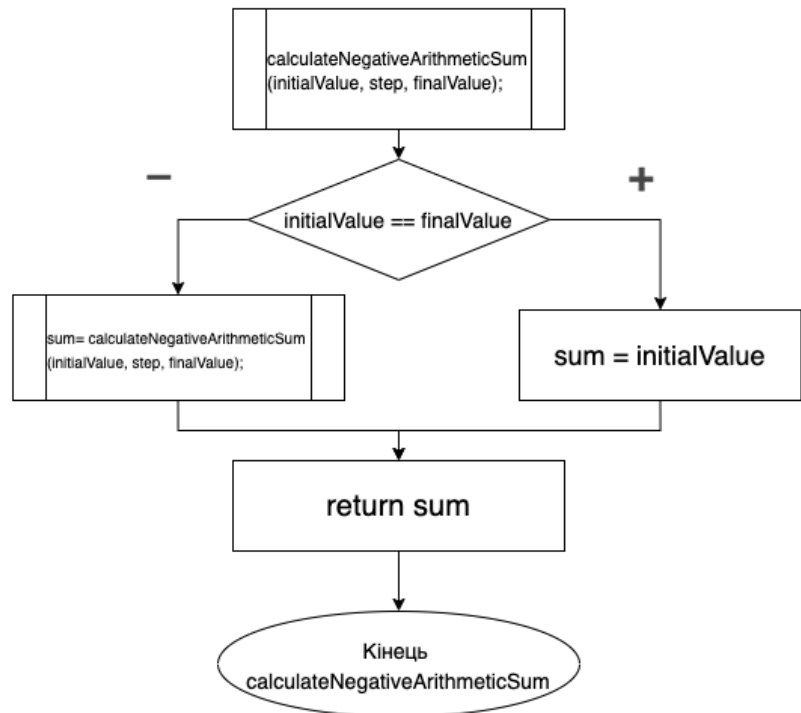 calculateNegativeArithmeticSum
(initialValue, step, finalValue);
−
+
initialValue == finalValue
sum= calculateNegativeArithmeticSum
(initialValue, step, finalValue);
sum = initialValue
return sum
Кінець
calculateNegativeArithmeticSum